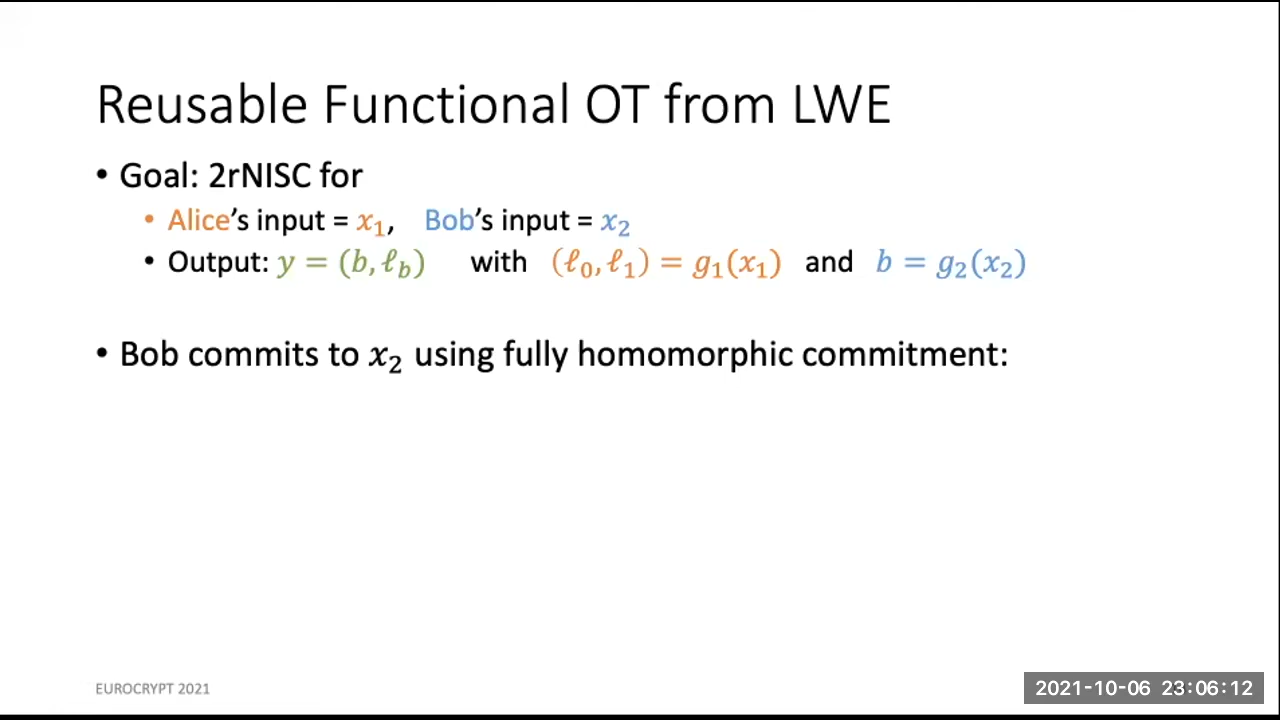 Reusable Functional OT from LWE
• Goal: 2rNISC for
• Alice's input = x₁, Bob's input = x₂
• Output: y = (b, ℓ_b) with (ℓ₀, ℓ₁) = g₁(x₁) and b = g₂(x₂)
• Bob commits to x₂ using fully homomorphic commitment:
EUROCRYPT 2021
2021-10-06 23:06:12